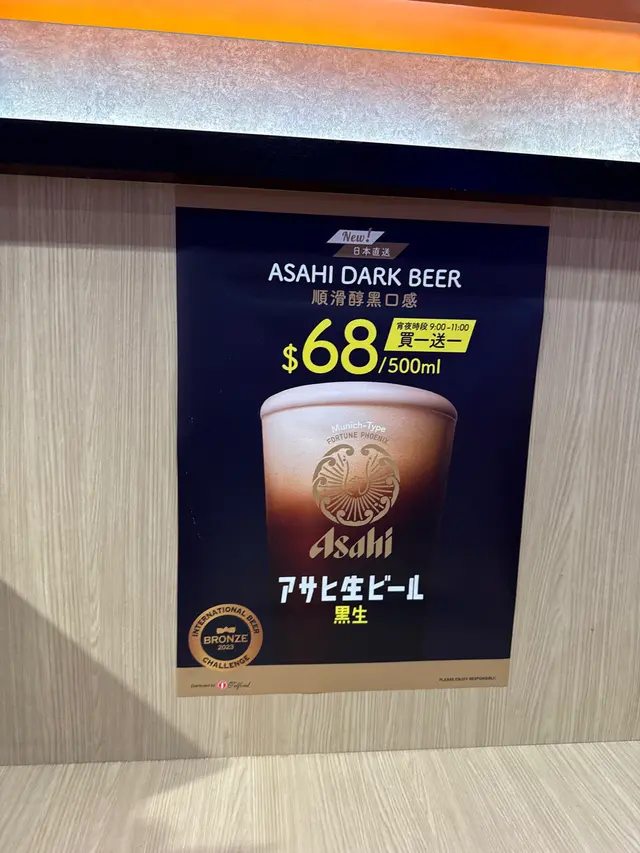 New!
日本直送
ASAHI DARK BEER
順滑醇黑口感
$68/500ml
宵夜時段 9:00-11:00
買一送一
Munich-Type
FORTUNE PHOENIX
Asahi
アサヒ生ビール
黒生
INTERNATIONAL BEER
BRONZE
2023
CHALLENGE
Distributed by
PLEASE ENJOY RESPONSIBLY.